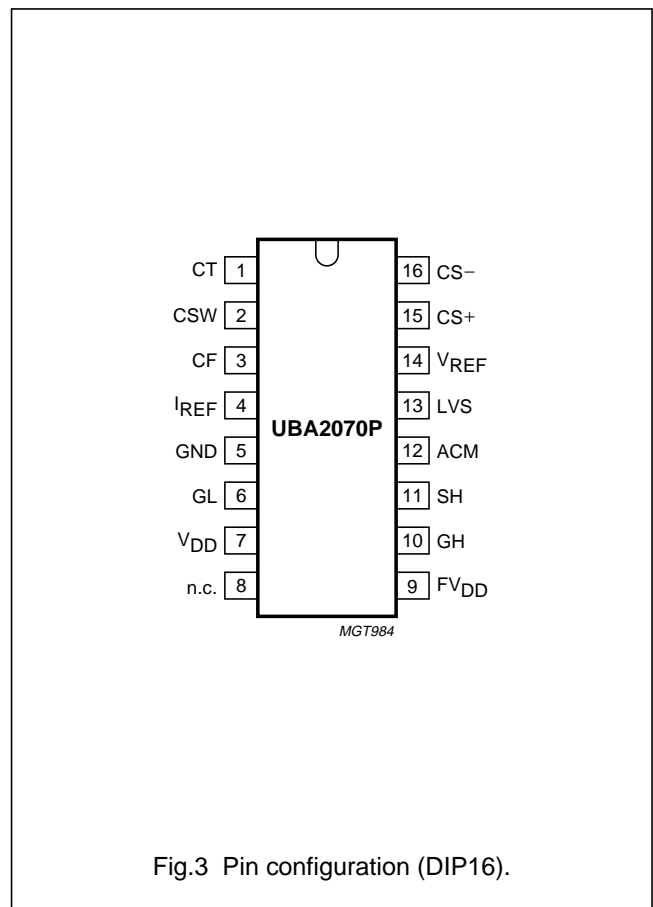 CT 1 16 CS−
CSW 2 15 CS+
CF 3 14 VREF
IREF 4 13 LVS
UBA2070P
GND 5 12 ACM
GL 6 11 SH
VDD 7 10 GH
n.c. 8 9 FVDD
MGT984
Fig.3 Pin configuration (DIP16).